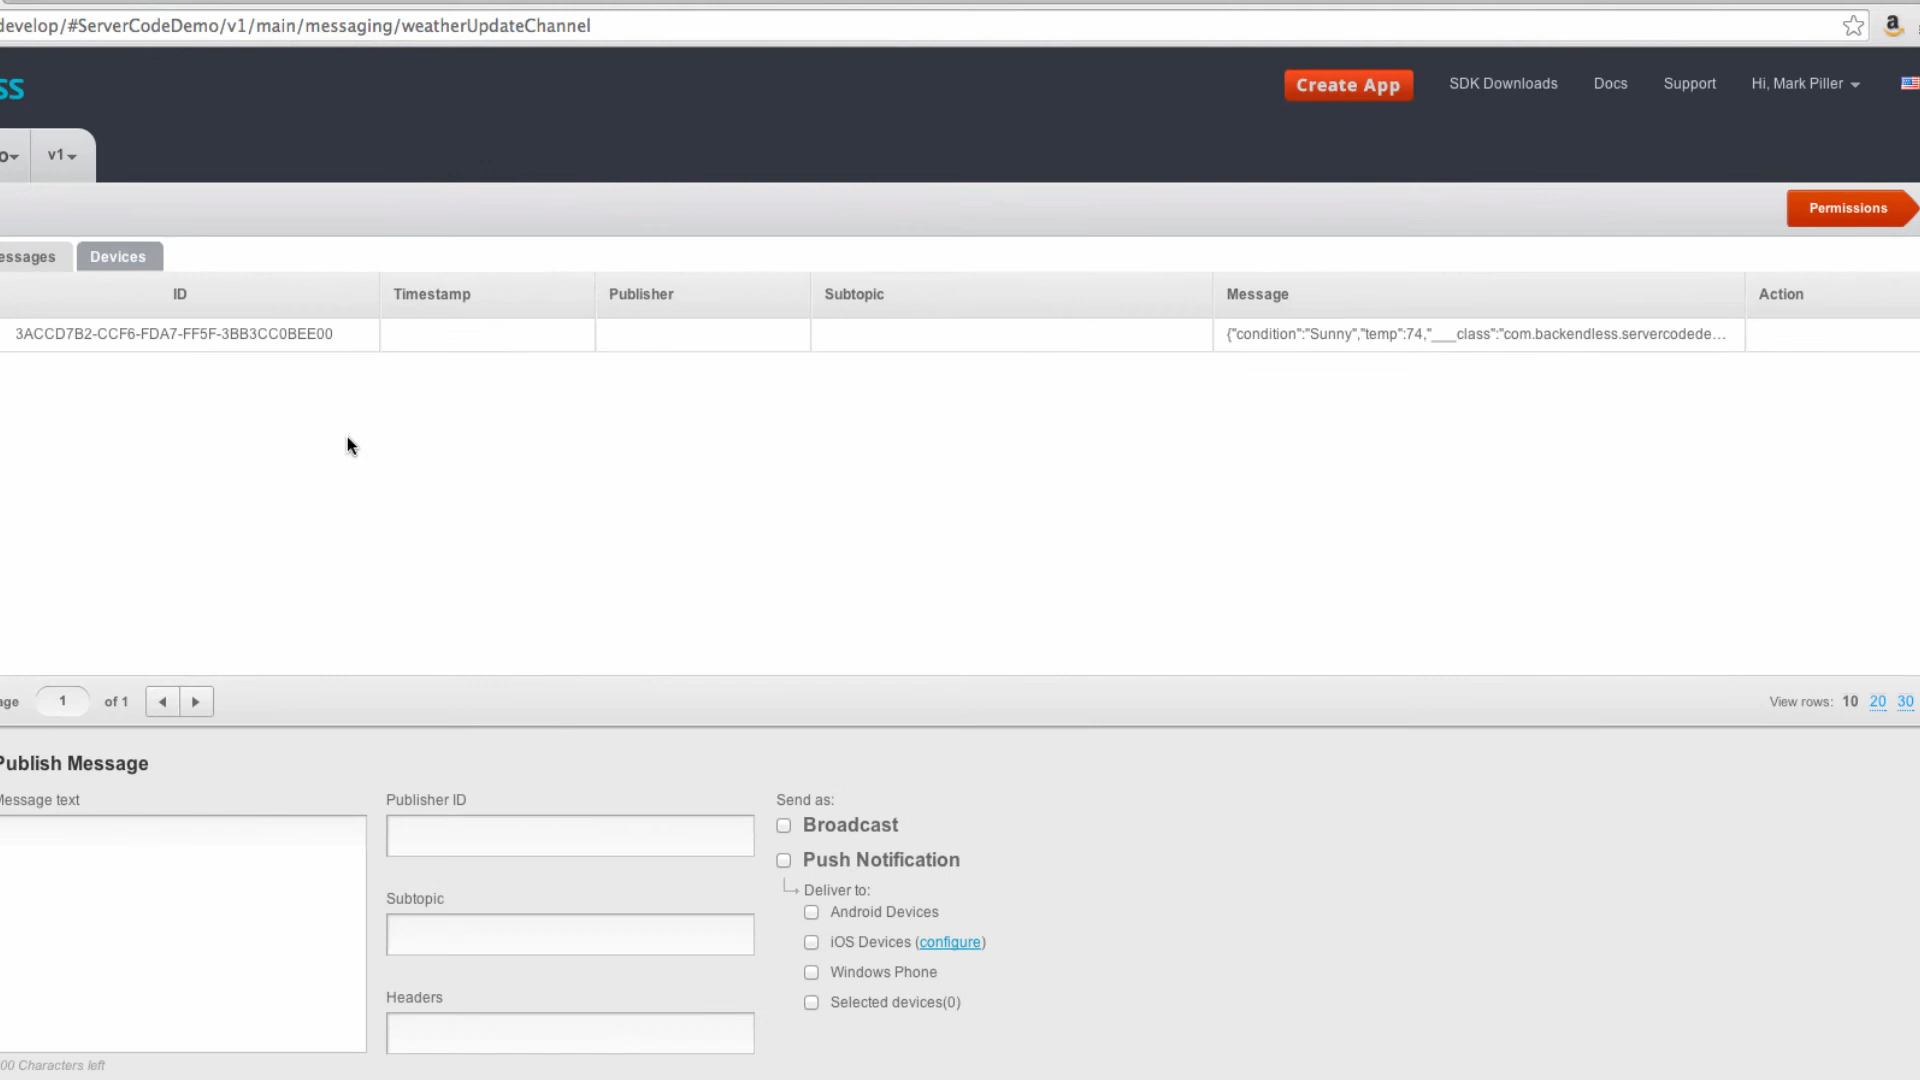 develop/#ServerCodeDemo/v1/main/messaging/weatherUpdateChannel
ss
Create App
SDK Downloads
Docs
Support
Hi, Mark Piller
o
v1
Permissions
essages
Devices
ID
Timestamp
Publisher
Subtopic
Message
Action
3ACCD7B2-CCF6-FDA7-FF5F-3BB3CC0BEE00
{"condition":"Sunny","temp":74,"___class":"com.backendless.servercodede...
age
1
of 1
View rows: 10 20 30
Publish Message
Message text
Publisher ID
Send as:
Broadcast
Push Notification
Deliver to:
Subtopic
Android Devices
iOS Devices (configure)
Windows Phone
Headers
Selected devices(0)
00 Characters left